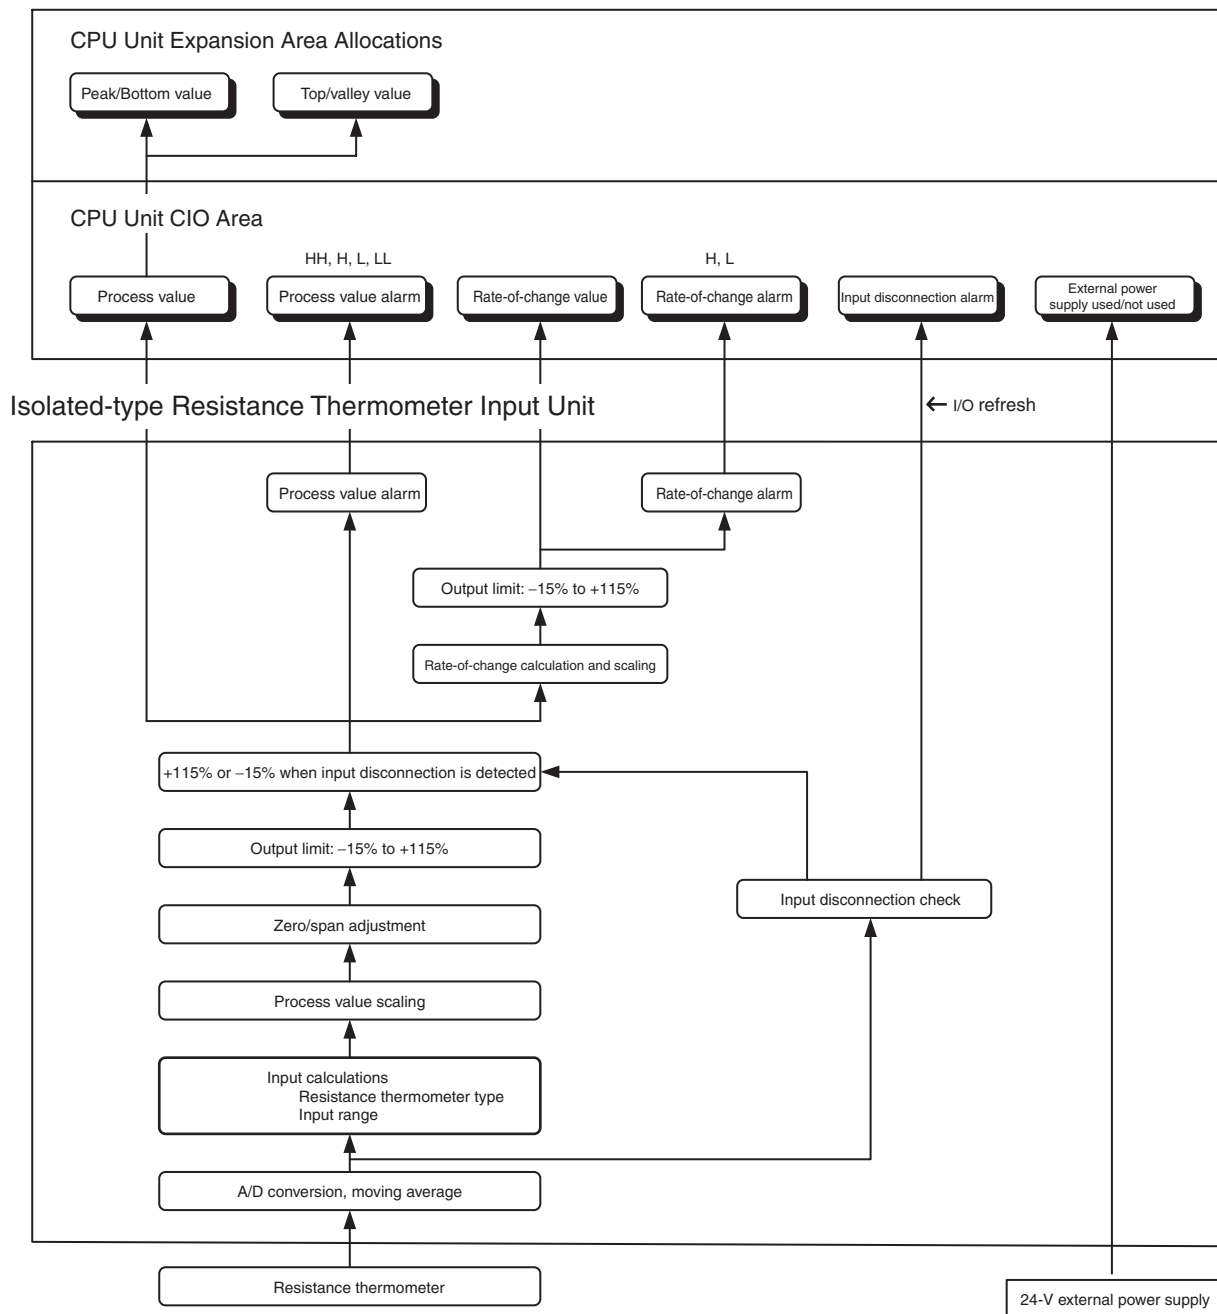 CPU Unit Expansion Area Allocations
Peak/Bottom value
Top/valley value
CPU Unit CIO Area
HH, H, L, LL
H, L
Process value
Process value alarm
Rate-of-change value
Rate-of-change alarm
Input disconnection alarm
External power
supply used/not used
Isolated-type Resistance Thermometer Input Unit
I/O refresh
Process value alarm
Rate-of-change alarm
Output limit: –15% to +115%
Rate-of-change calculation and scaling
+115% or –15% when input disconnection is detected
Output limit: –15% to +115%
Input disconnection check
Zero/span adjustment
Process value scaling
Input calculations
Resistance thermometer type
Input range
A/D conversion, moving average
Resistance thermometer
24-V external power supply